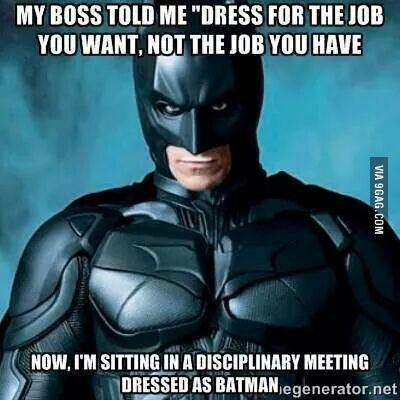 MY BOSS TOLD ME "DRESS FOR THE JOB
YOU WANT, NOT THE JOB YOU HAVE
VIA 9GAG.COM
NOW, I'M SITTING IN A DISCIPLINARY MEETING
DRESSED AS BATMAN
egenerator.net